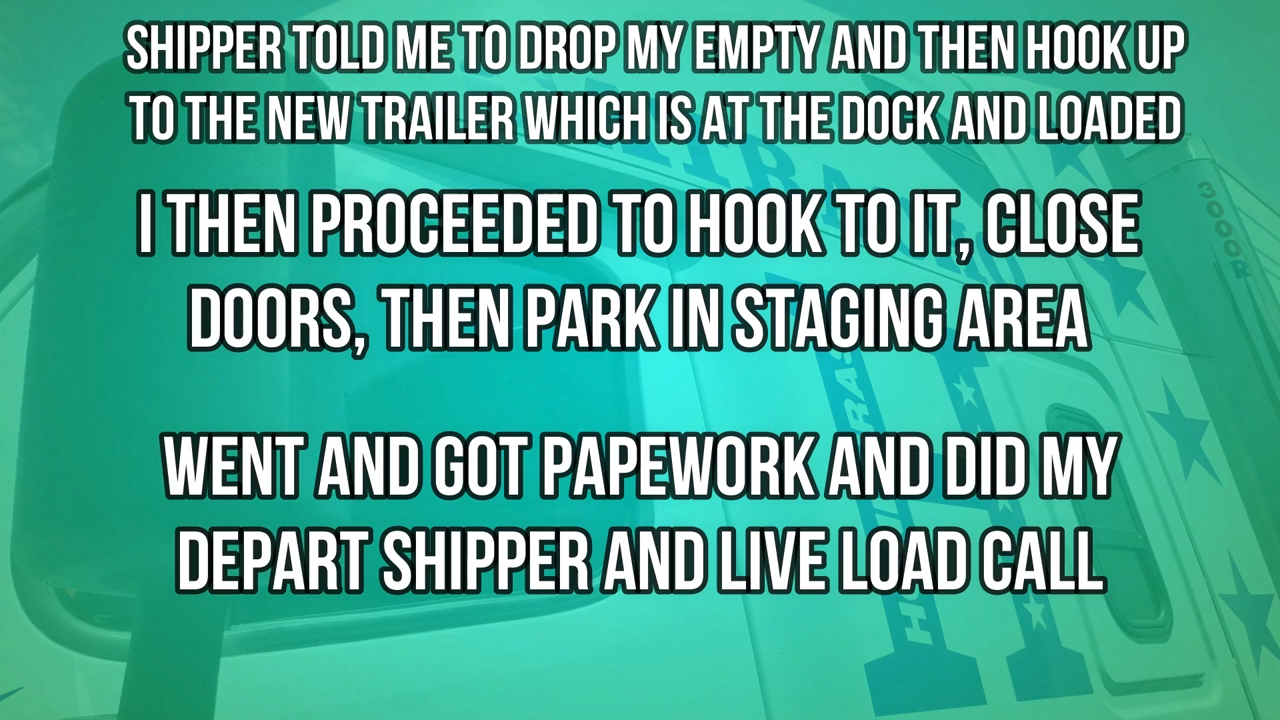 SHIPPER TOLD ME TO DROP MY EMPTY AND THEN HOOK UP
TO THE NEW TRAILER WHICH IS AT THE DOCK AND LOADED
I THEN PROCEEDED TO HOOK TO IT, CLOSE
DOORS, THEN PARK IN STAGING AREA
WENT AND GOT PAPEWORK AND DID MY
DEPART SHIPPER AND LIVE LOAD CALL
300OR